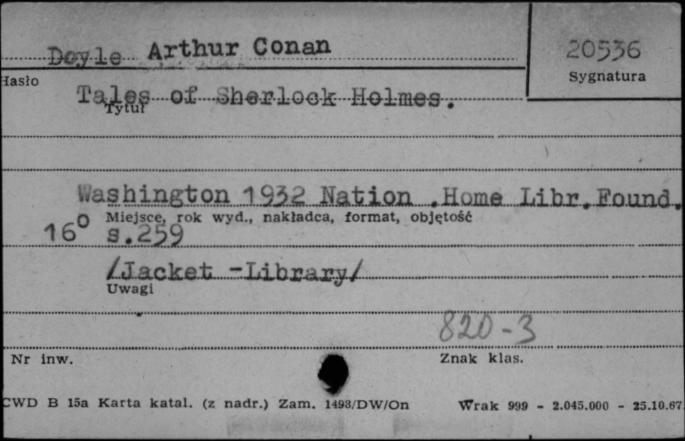 Doyle Arthur Conan
20536
Hasło
Sygnatura
Tales of Sherlock Holmes.
Tytuł
Washington 1932 Nation .Home Libr.Found.
Miejsce, rok wyd., nakładca, format, objętość
16° s.259
/Jacket -Library/
Uwagi
820-3
Nr inw.
Znak klas.
CWD B 15a Karta katal. (z nadr.) Zam. 1493/DW/On Wrak 999 - 2.045.000 - 25.10.67.